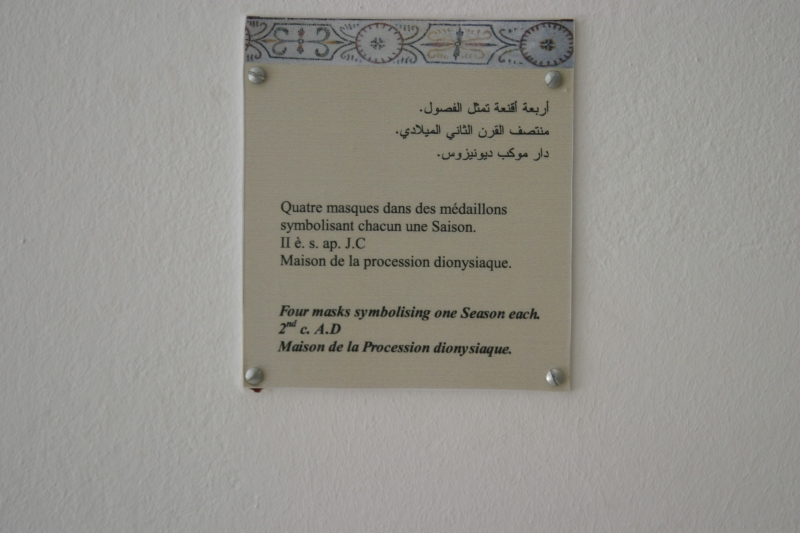 أربعة أقنعة تمثل الفصول.
منتصف القرن الثاني الميلادي.
دار موكب ديونيزوس.
Quatre masques dans des médaillons
symbolisant chacun une Saison.
II è. s. ap. J.C
Maison de la procession dionysiaque.
Four masks symbolising one Season each.
2nd c. A.D
Maison de la Procession dionysiaque.